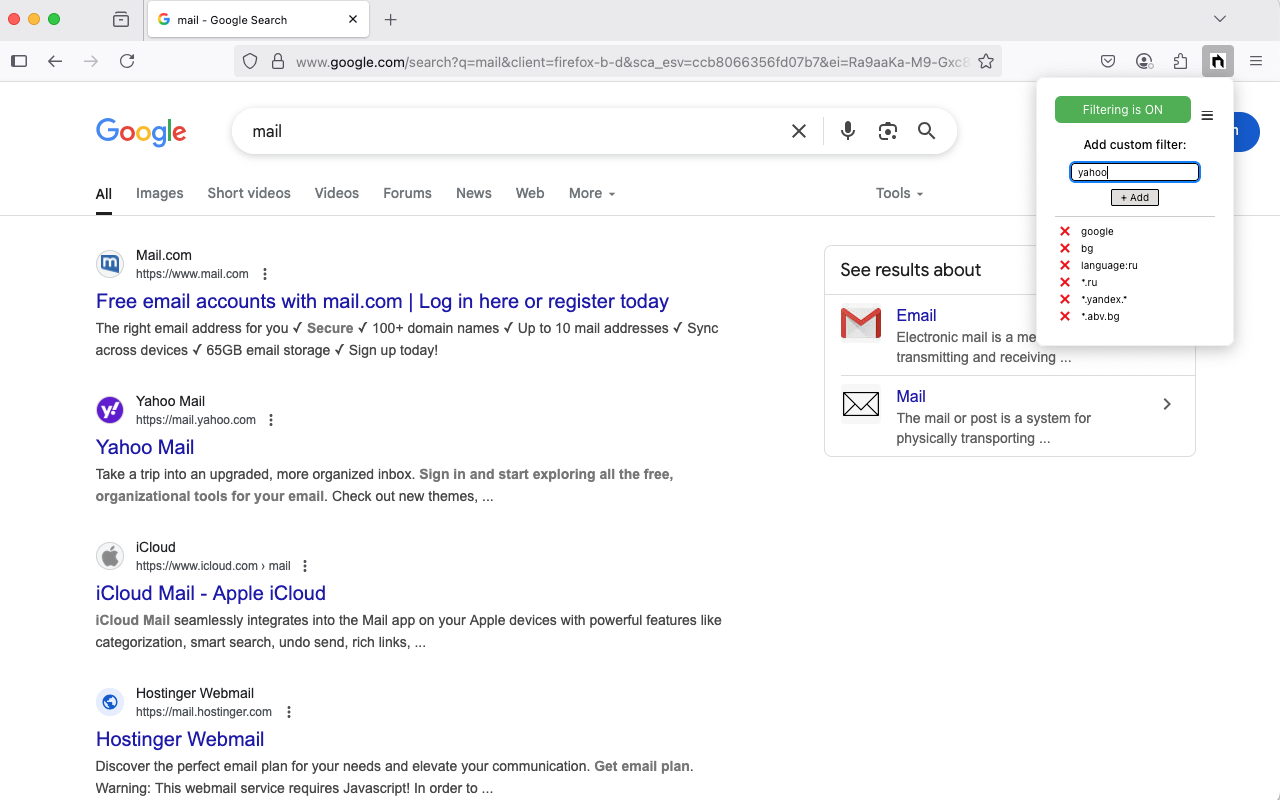 mail - Google Search
www.google.com/search?q=mail&client=firefox-b-d&sca_esv=ccb8066356fd07b7&ei=Ra9aaKa-M9-Gxc8
Filtering is ON
Add custom filter:
yahoo
+ Add
google
bg
language:ru
*.ru
*.yandex.*
*.abv.bg
Google
mail
All Images Short videos Videos Forums News Web More Tools
Mail.com
https://www.mail.com
Free email accounts with mail.com | Log in here or register today
The right email address for you ✓ Secure ✓ 100+ domain names ✓ Up to 10 mail addresses ✓ Sync
across devices ✓ 65GB email storage ✓ Sign up today!
Yahoo Mail
https://mail.yahoo.com
Yahoo Mail
Take a trip into an upgraded, more organized inbox. Sign in and start exploring all the free,
organizational tools for your email. Check out new themes, ...
iCloud
https://www.icloud.com › mail
iCloud Mail - Apple iCloud
iCloud Mail seamlessly integrates into the Mail app on your Apple devices with powerful features like
categorization, smart search, undo send, rich links, ...
Hostinger Webmail
https://mail.hostinger.com
Hostinger Webmail
Discover the perfect email plan for your needs and elevate your communication. Get email plan.
Warning: This webmail service requires Javascript! In order to ...
See results about
Email
Electronic mail is a me
transmitting and receiving ...
Mail
The mail or post is a system for
physically transporting ...